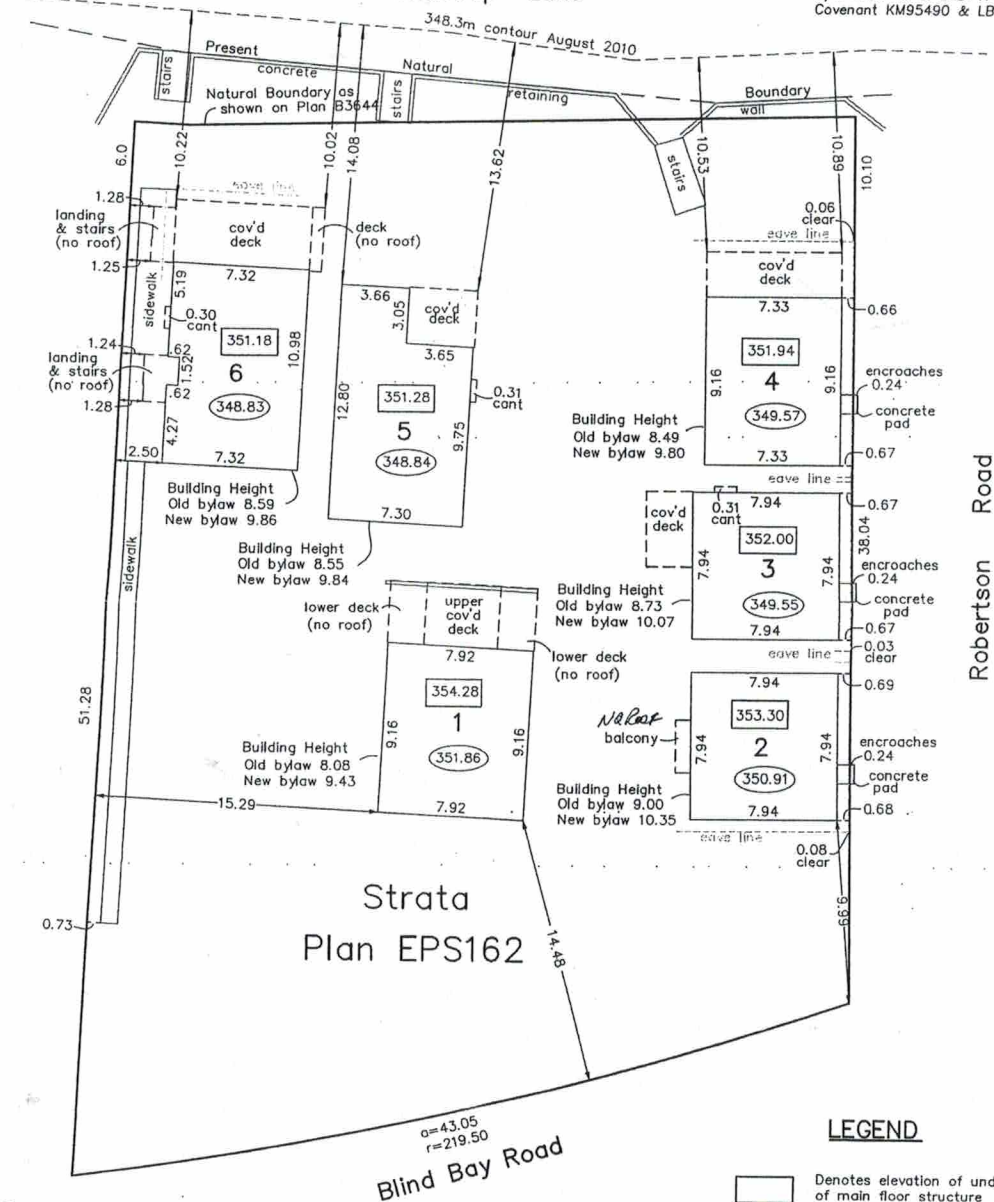 348.3m contour August 2010
Covenant KM95490 & LB
Present
Natural
Boundary
concrete
retaining
wall
stairs
stairs
stairs
Natural Boundary as
shown on Plan B3644
6.0
10.22
10.02
14.08
13.62
10.53
10.89
10.10
1.28
landing
& stairs
(no roof)
1.25
eave line
cov'd
deck
deck
(no roof)
7.32
5.19
sidewalk
0.30
cant
351.18
6
348.83
10.98
1.24
.62
1.52
.62
landing
& stairs
(no roof)
1.28
4.27
2.50
7.32
Building Height
Old bylaw 8.59
New bylaw 9.86
3.66
3.05
cov'd
deck
3.65
351.28
5
348.84
12.80
0.31
cant
9.75
7.30
Building Height
Old bylaw 8.55
New bylaw 9.84
0.06
clear
eave line
cov'd
deck
7.33
0.66
351.94
4
349.57
9.16
9.16
encroaches
0.24
concrete
pad
Building Height
Old bylaw 8.49
New bylaw 9.80
7.33
0.67
eave line
0.67
cov'd
deck
0.31
cant
7.94
352.00
3
349.55
7.94
7.94
38.04
encroaches
0.24
concrete
pad
Building Height
Old bylaw 8.73
New bylaw 10.07
7.94
0.67
eave line
0.03
clear
0.69
Robertson Road
sidewalk
51.28
lower deck
(no roof)
upper
cov'd
deck
lower deck
(no roof)
7.92
354.28
1
351.86
9.16
9.16
Building Height
Old bylaw 8.08
New bylaw 9.43
7.92
15.29
7.94
353.30
2
350.91
7.94
7.94
balcony
encroaches
0.24
concrete
pad
Building Height
Old bylaw 9.00
New bylaw 10.35
7.94
0.68
eave line
0.08
clear
9.99
14.48
0.73
Strata
Plan EPS162
a=43.05
r=219.50
Blind Bay Road
LEGEND
Denotes elevation of und
of main floor structure